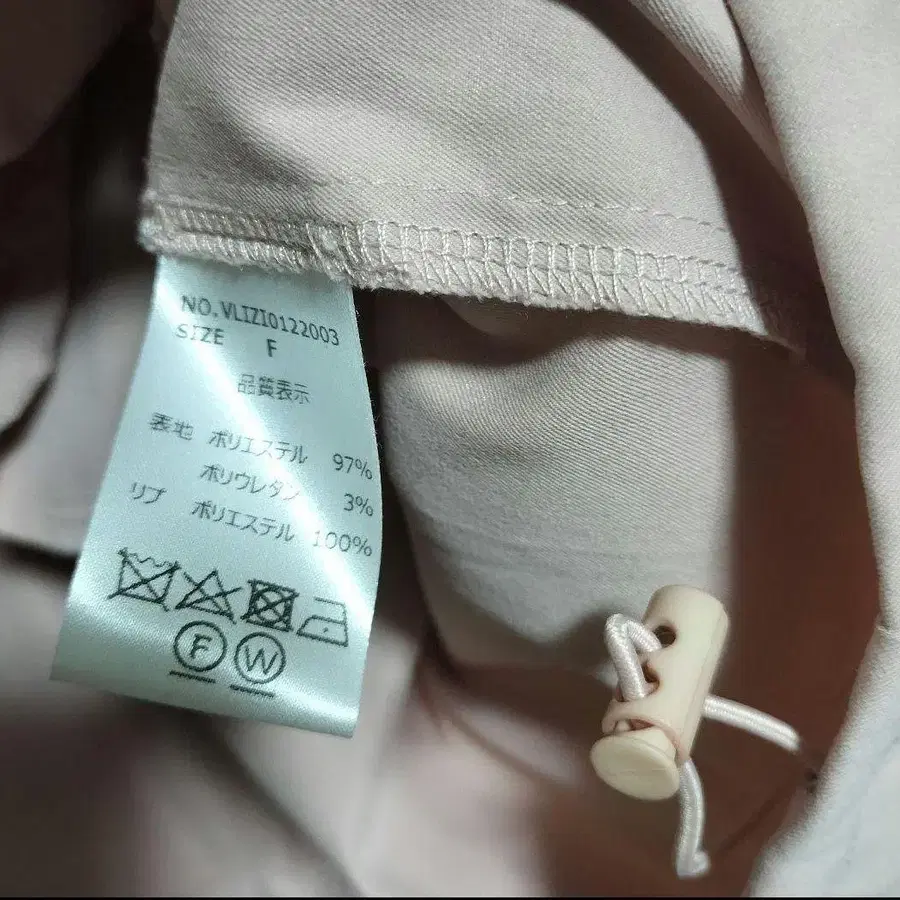 NO.VLIZI0122003
SIZE F
品質表示
表地 ポリエステル 97%
ポリウレタン 3%
リブ ポリエステル 100%
F W